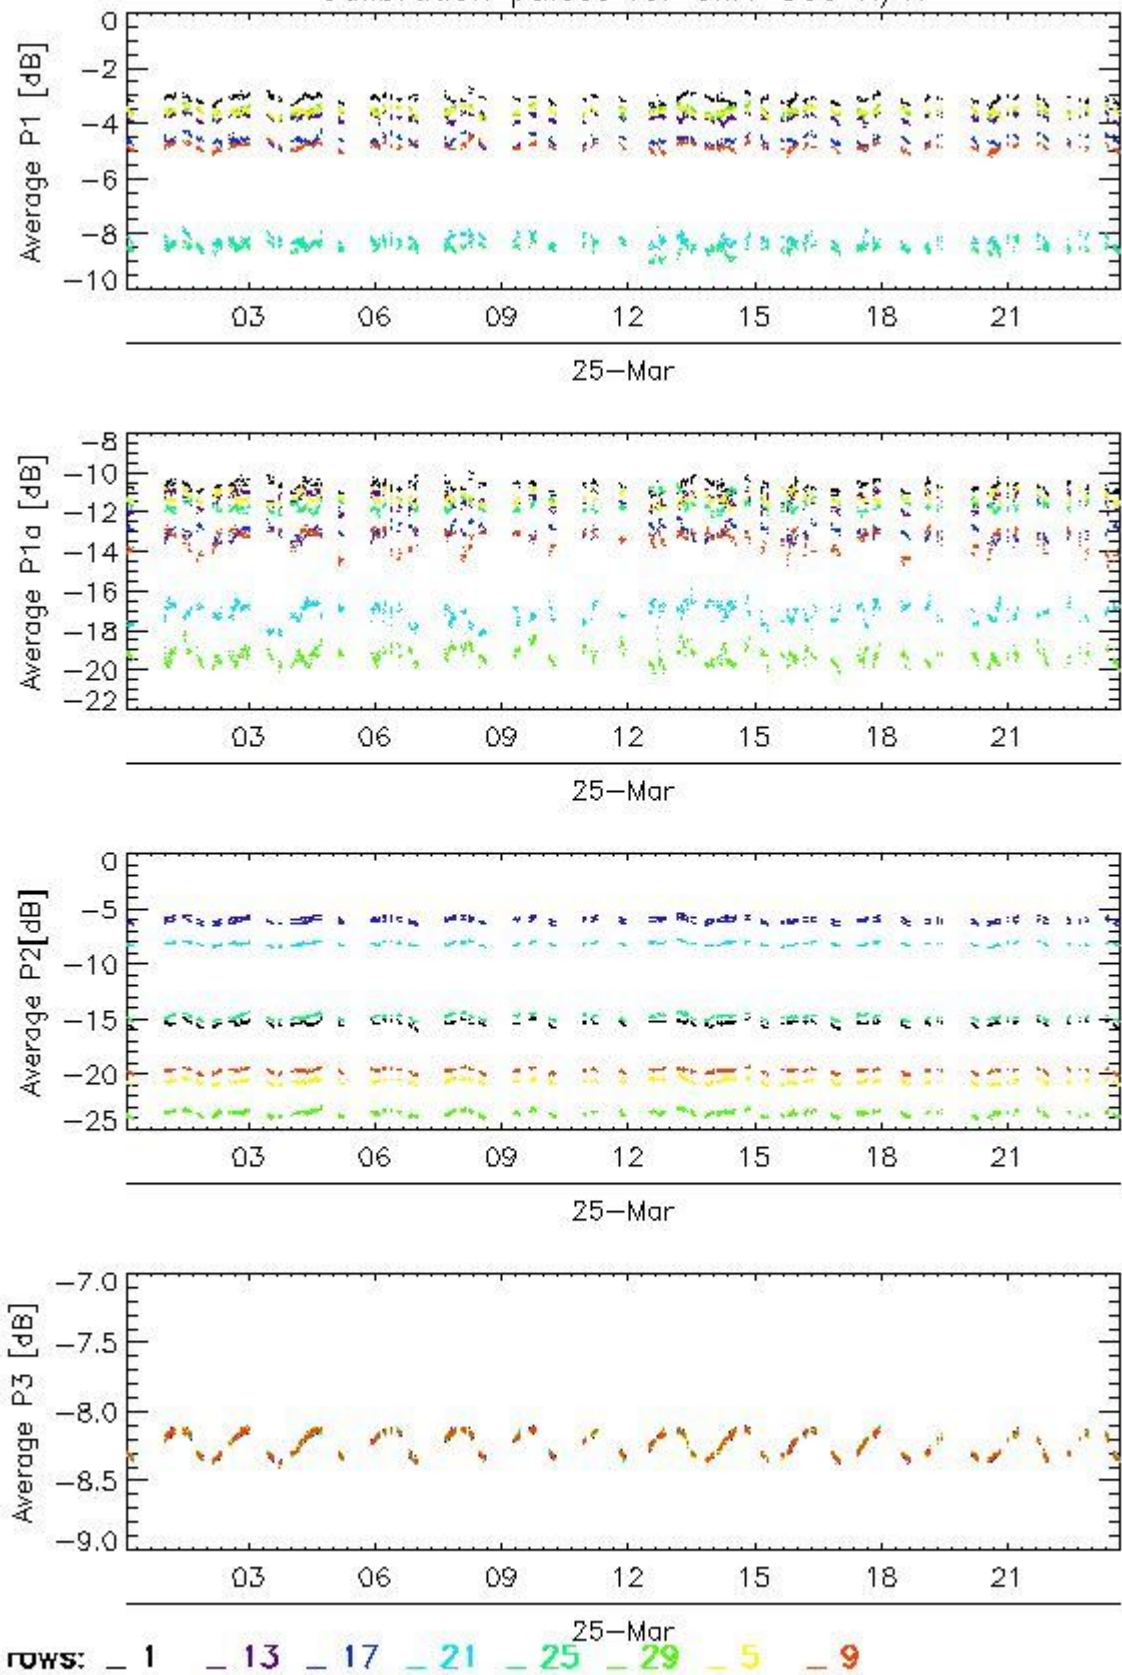 0
-2
-4
-6
-8
-10
Average P1 [dB]
03 06 09 12 15 18 21
25-Mar
-8
-10
-12
-14
-16
-18
-20
-22
Average P1a [dB]
03 06 09 12 15 18 21
25-Mar
0
-5
-10
-15
-20
-25
Average P2[dB]
03 06 09 12 15 18 21
25-Mar
-7.0
-7.5
-8.0
-8.5
-9.0
Average P3 [dB]
03 06 09 12 15 18 21
25-Mar
rows: _ 1 _ 13 _ 17 _ 21 _ 25 _ 29 _ 5 _ 9